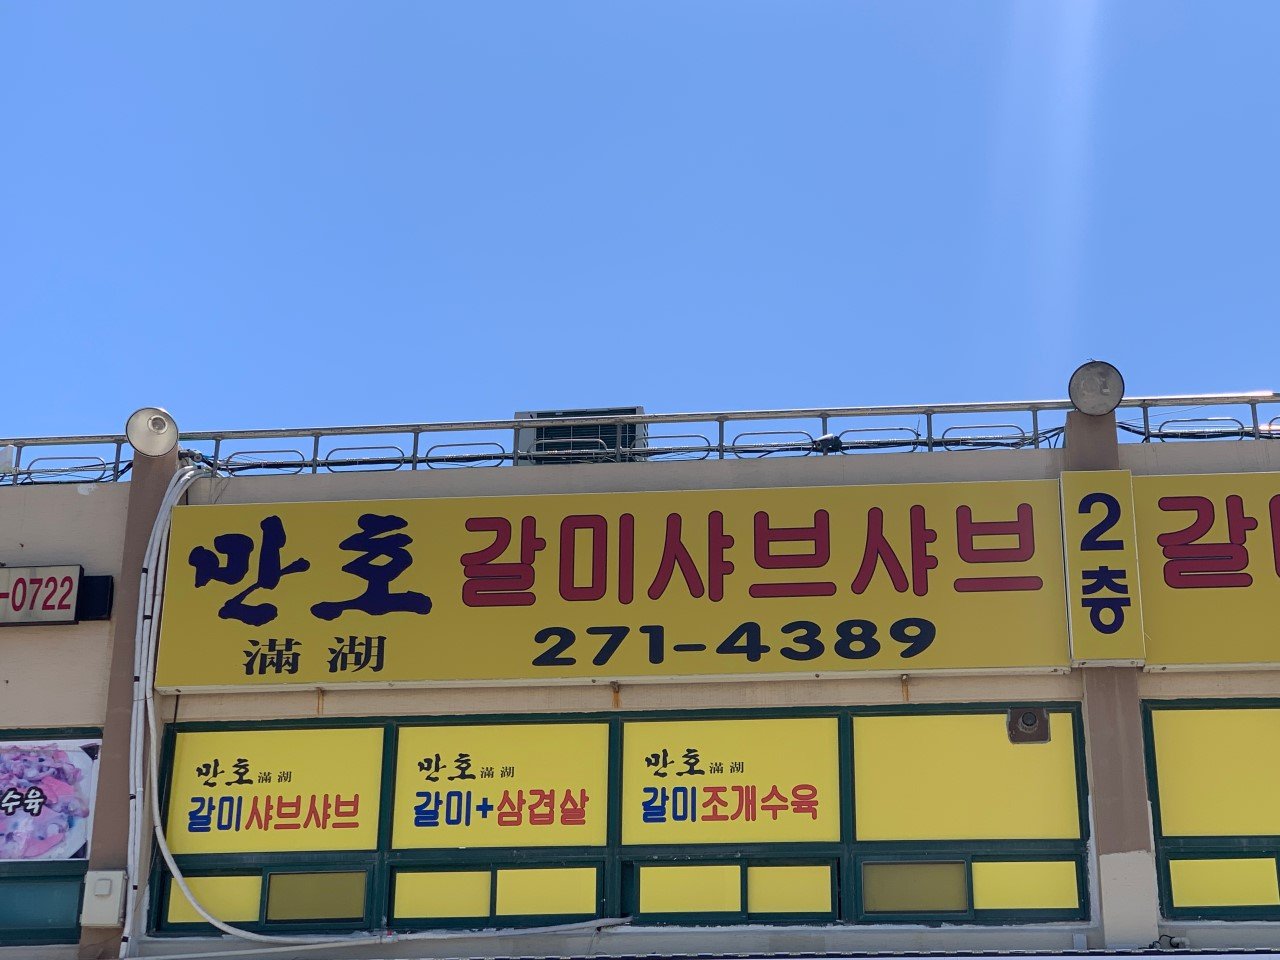 만호 갈미샤브샤브
滿湖 271-4389
2층
갈
-0722
수육
만호 滿湖
갈미샤브샤브
만호 滿湖
갈미+삼겹살
만호 滿湖
갈미조개수육